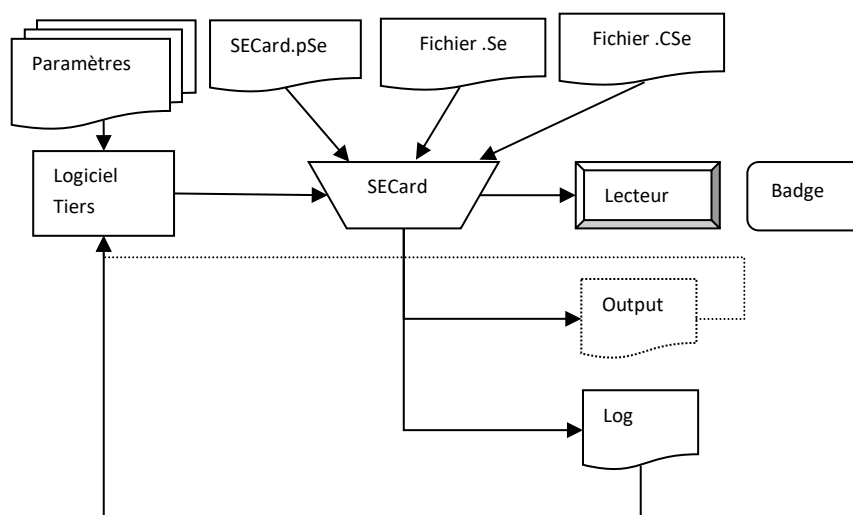 Paramètres
SECard.pSe
Fichier .Se
Fichier .CSe
Logiciel
Tiers
SECard
Lecteur
Badge
Output
Log